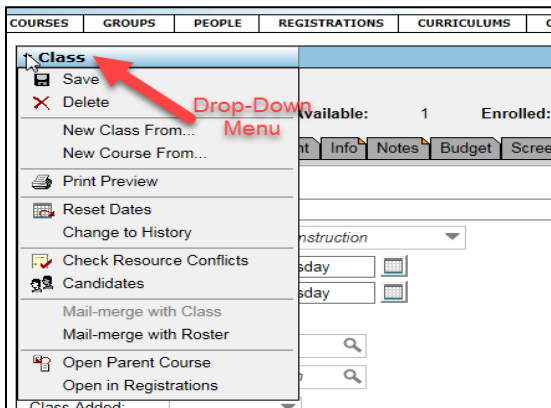 COURSES GROUPS PEOPLE REGISTRATIONS CURRICULUMS
Class
Save
Delete
Drop-Down
Menu
Available: 1 Enrolled:
New Class From...
New Course From...
Info Notes Budget Scree
Print Preview
Reset Dates
Change to History
nstruction
Check Resource Conflicts
sday
Candidates
sday
Mail-merge with Class
Mail-merge with Roster
Open Parent Course
Open in Registrations
Class Added: